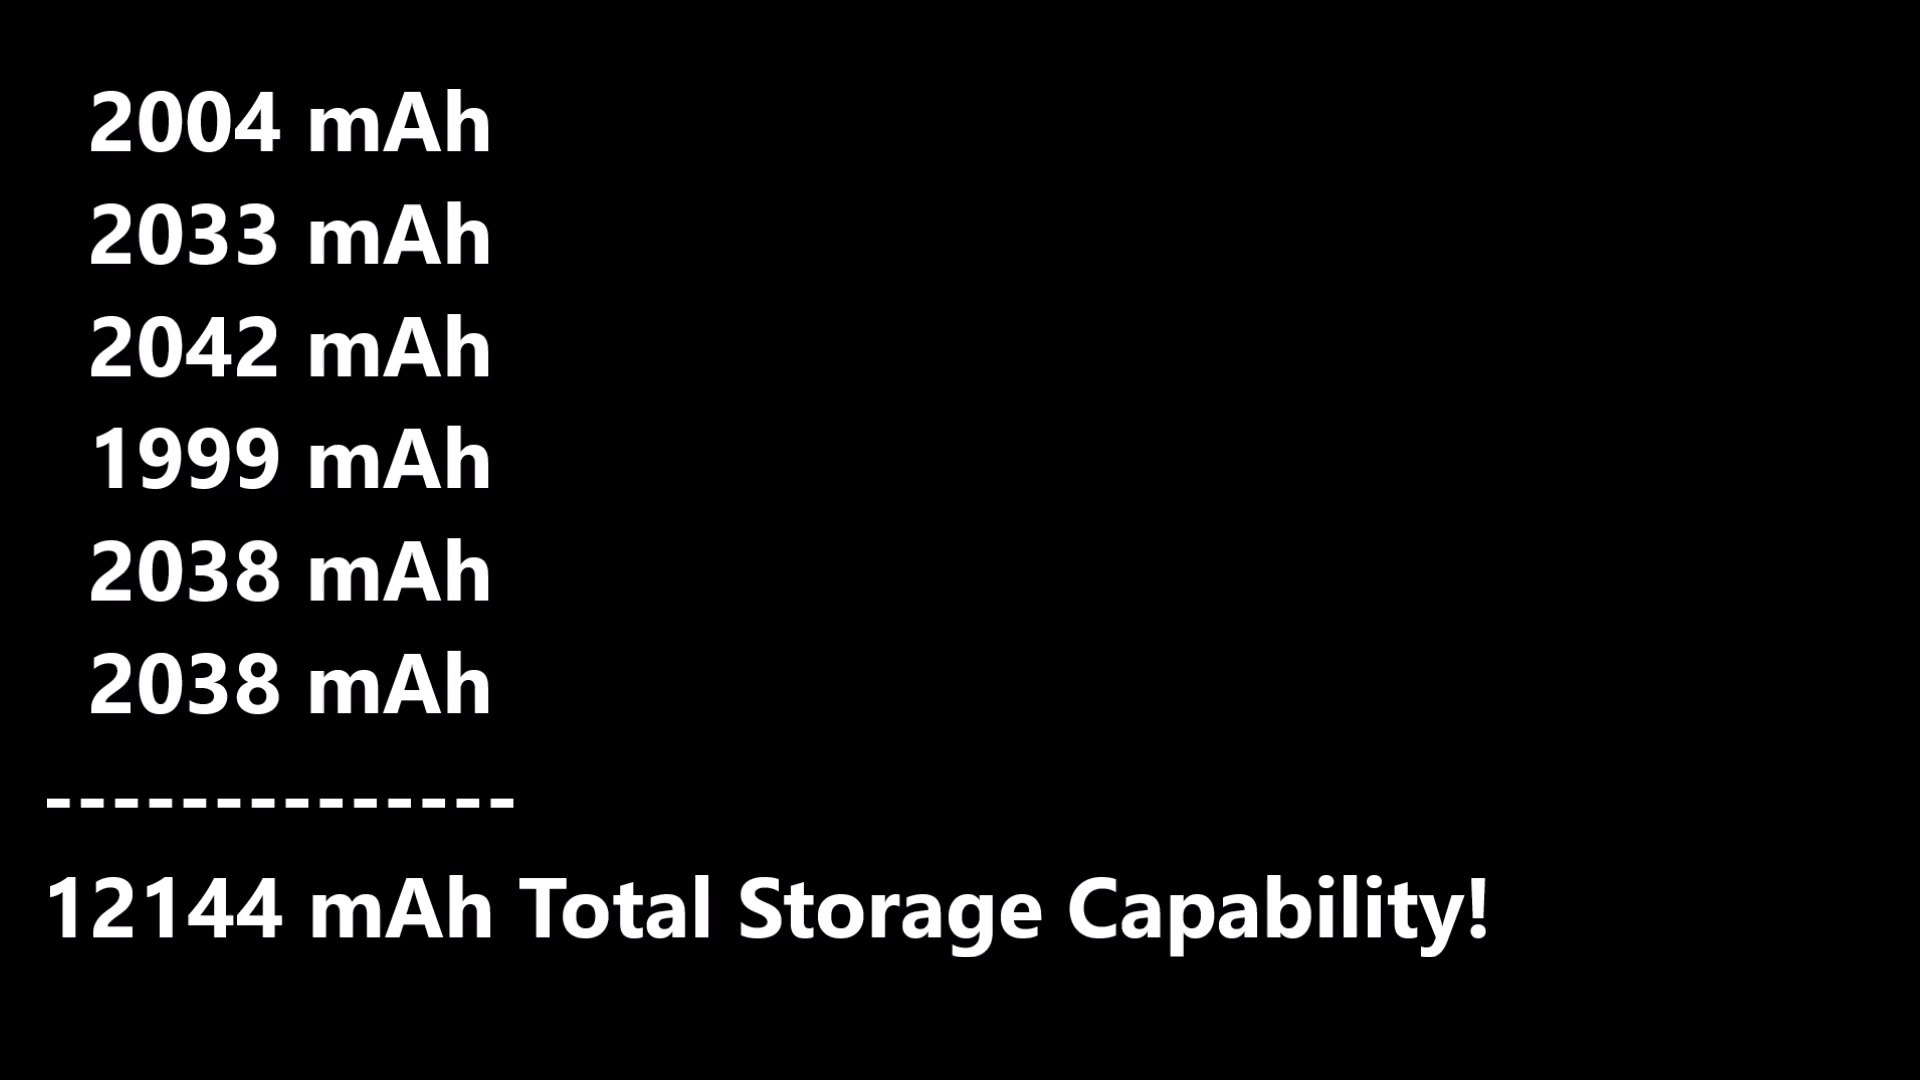 2004 mAh
2033 mAh
2042 mAh
1999 mAh
2038 mAh
2038 mAh
--------------
12144 mAh Total Storage Capability!